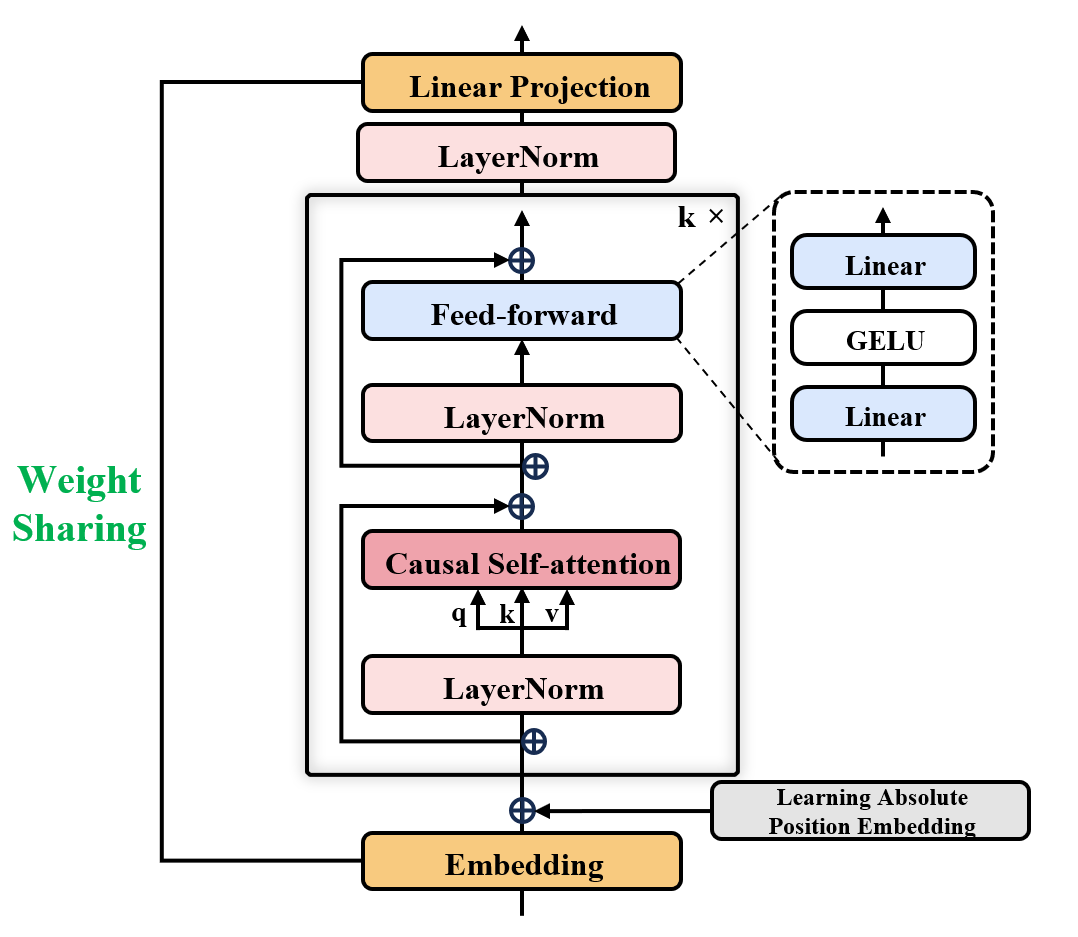 Linear Projection
LayerNorm
k ×
Feed-forward
LayerNorm
Causal Self-attention
q k v
LayerNorm
Embedding
Learning Absolute
Position Embedding
Linear
GELU
Linear
Weight
Sharing